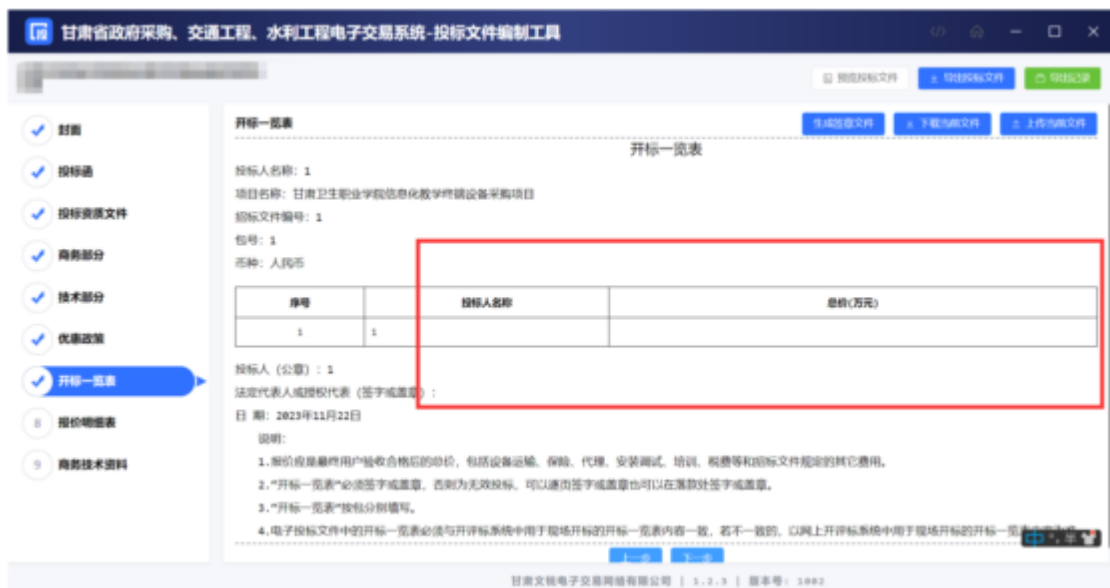 甘肃省政府采购、交通工程、水利工程电子交易系统-投标文件编制工具
预览投标文件
导出投标文件
导出记录
封面
投标函
投标资质文件
商务部分
技术部分
优惠政策
开标一览表
8 报价明细表
9 商务技术资料
开标一览表
生成签章文件
下载当前文件
上传当前文件
开标一览表
投标人名称: 1
项目名称: 甘肃卫生职业学院信息化教学终端设备采购项目
招标文件编号: 1
包号: 1
币种: 人民币
序号 投标人名称 总价(万元)
1 1
投标人 (公章) : 1
法定代表人或授权代表 (签字或盖章) :
日 期: 2023年11月22日
说明:
1.报价应是最终用户验收合格后的总价, 包括设备运输、保险、代理、安装调试、培训、税费等和招标文件规定的其它费用。
2."开标一览表"必须签字或盖章, 否则为无效投标, 可以逐页签字或盖章也可以在落款处签字或盖章。
3."开标一览表"按包分别填写。
4.电子投标文件中的开标一览表必须与开评标系统中用于现场开标的开标一览表内容一致, 若不一致的, 以网上开评标系统中用于现场开标的开标一览
中 半
上一步
下一步
甘肃文锐电子交易网络有限公司 | 1.2.3 | 版本号: 1002